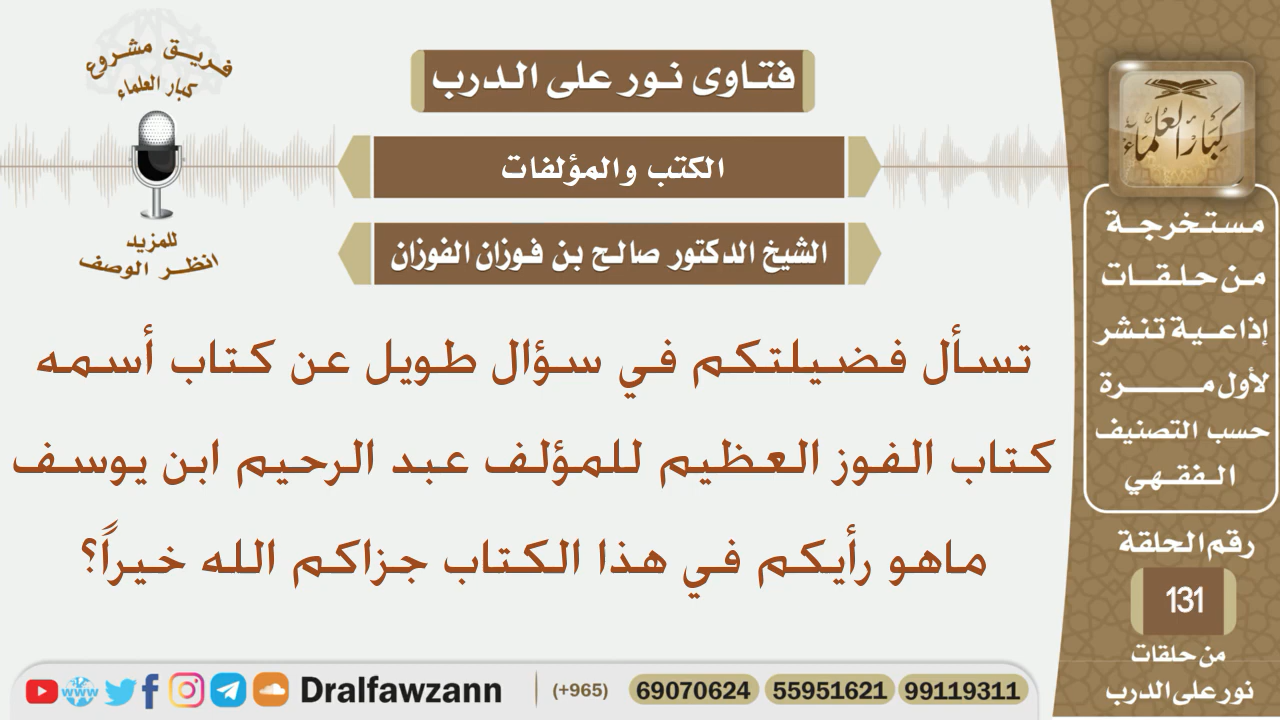 فريق مشروع
كبار العلماء
للمزيد
انظر الوصف
فتاوى نور على الدرب
الكتب والمؤلفات
الشيخ الدكتور صالح بن فوزان الفوزان
تسأل فضيلتكم في سؤال طويل عن كتاب أسمه
كتاب الفوز العظيم للمؤلف عبد الرحيم ابن يوسف
ماهو رأيكم في هذا الكتاب جزاكم الله خيراً؟
كبار العلماء
مستخرجة
من حلقات
إذاعية تنشر
لأول مرة
حسب التصنيف
الفقهي
رقم الحلقة
131
من حلقات
نور على الدرب
www Dralfawzann (+965) 69070624 55951621 99119311